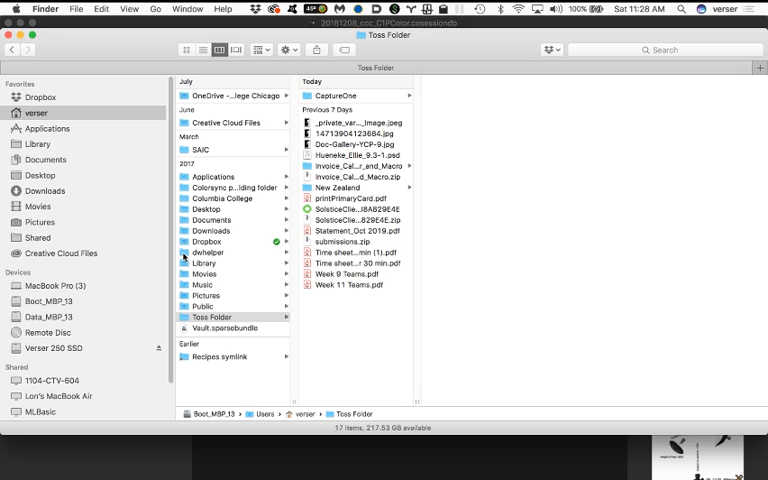 Finder File Edit View Go Window Help 45° 100% Sat 11:28 AM verser
20181208_ccc_C1PColor.cosessiondb
Toss Folder
Search
Toss Folder
Favorites
Dropbox
verser
Applications
Library
Documents
Desktop
Downloads
Movies
Pictures
Shared
Creative Cloud Files
Devices
MacBook Pro (3)
Boot_MBP_13
Data_MBP_13
Remote Disc
Verser 250 SSD
Shared
1104-CTV-604
Lon's MacBook Air
MLBasic
July
OneDrive -...lege Chicago
June
Creative Cloud Files
March
SAIC
2017
Applications
Colorsync p...lding folder
Columbia College
Desktop
Documents
Downloads
Dropbox
dwhelper
Library
Movies
Music
Pictures
Public
Toss Folder
Vault.sparsebundle
Earlier
Recipes symlink
Today
CaptureOne
Previous 7 Days
_private_var..._Image.jpeg
14713904123684.jpg
Doc-Gallery-YCP-9.jpg
Hueneke_Ellie_9.3-1.psd
Invoice_Cal...r_and_Macro
Invoice_Cal...d_Macro.zip
New Zealand
printPrimaryCard.pdf
SolsticeClie...I8A829E4E
SolsticeClie...829E4E.zip
Statement_Oct 2019.pdf
submissions.zip
Time sheet...min (1).pdf
Time sheet...r 30 min.pdf
Week 9 Teams.pdf
Week 11 Teams.pdf
Boot_MBP_13 › Users › verser › Toss Folder
17 items, 217.53 GB available